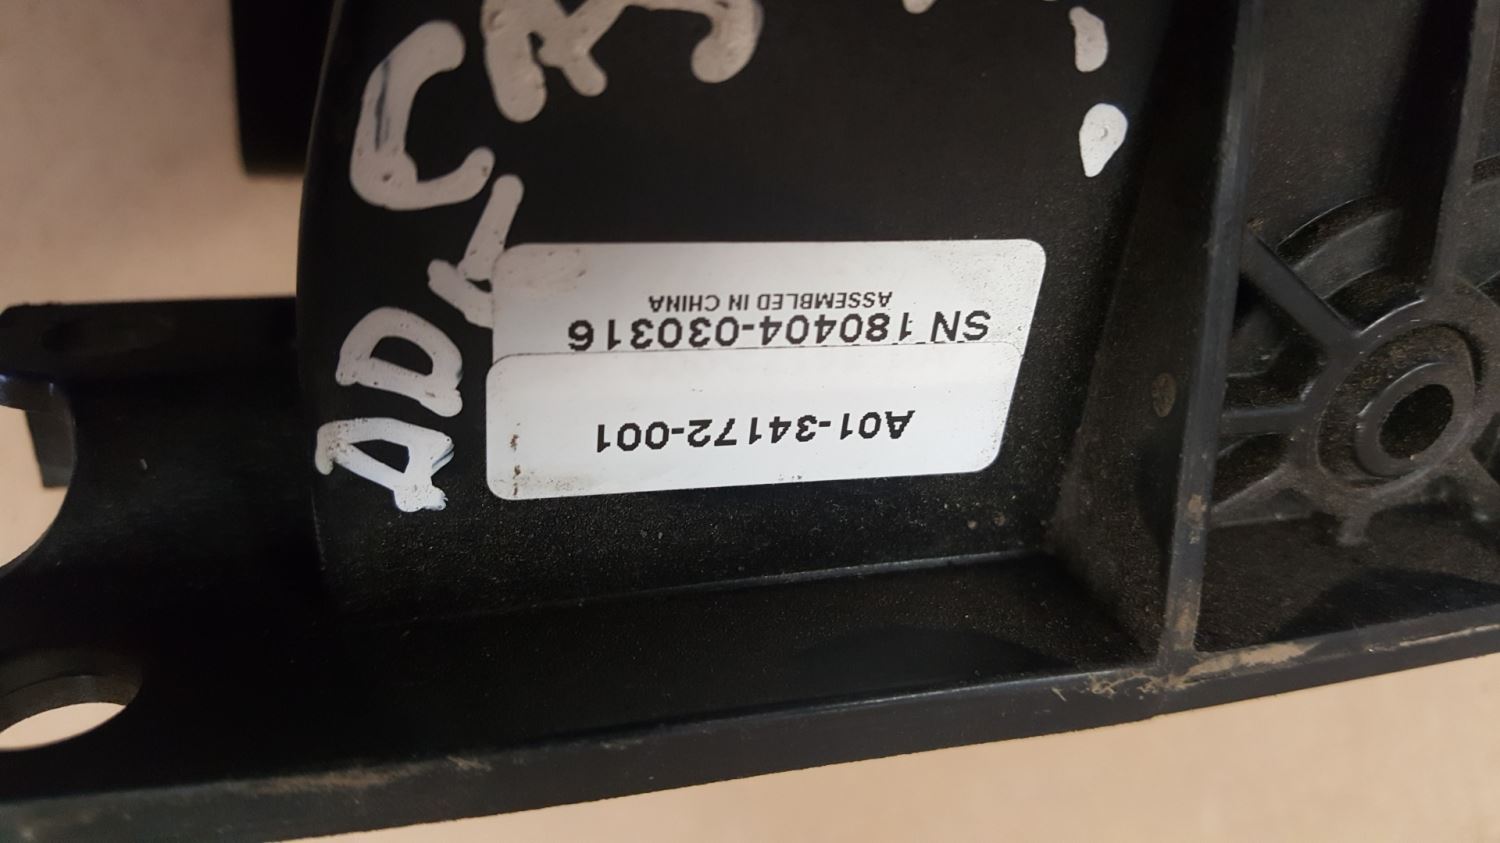 A01-34172-001
SN 180404-030316
ASSEMBLED IN CHINA